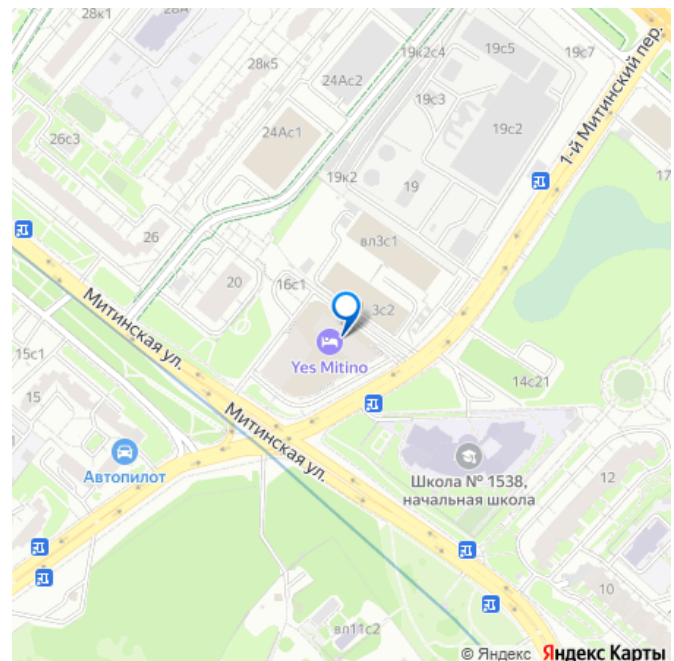 28к1
28А
19к2с4
19с5
19с7
28к5
24Ас2
19с3
1-й Митинский пер.
24Ас1
19с2
26с3
19к2
19
17
26
вл3с1
20
16с1
3с2
Митинская ул.
Yes Mitino
15с1
14с21
15
Митинская ул.
Автопилот
Школа № 1538,
начальная школа
12
10
вл11с2
© Яндекс Яндекс Карты